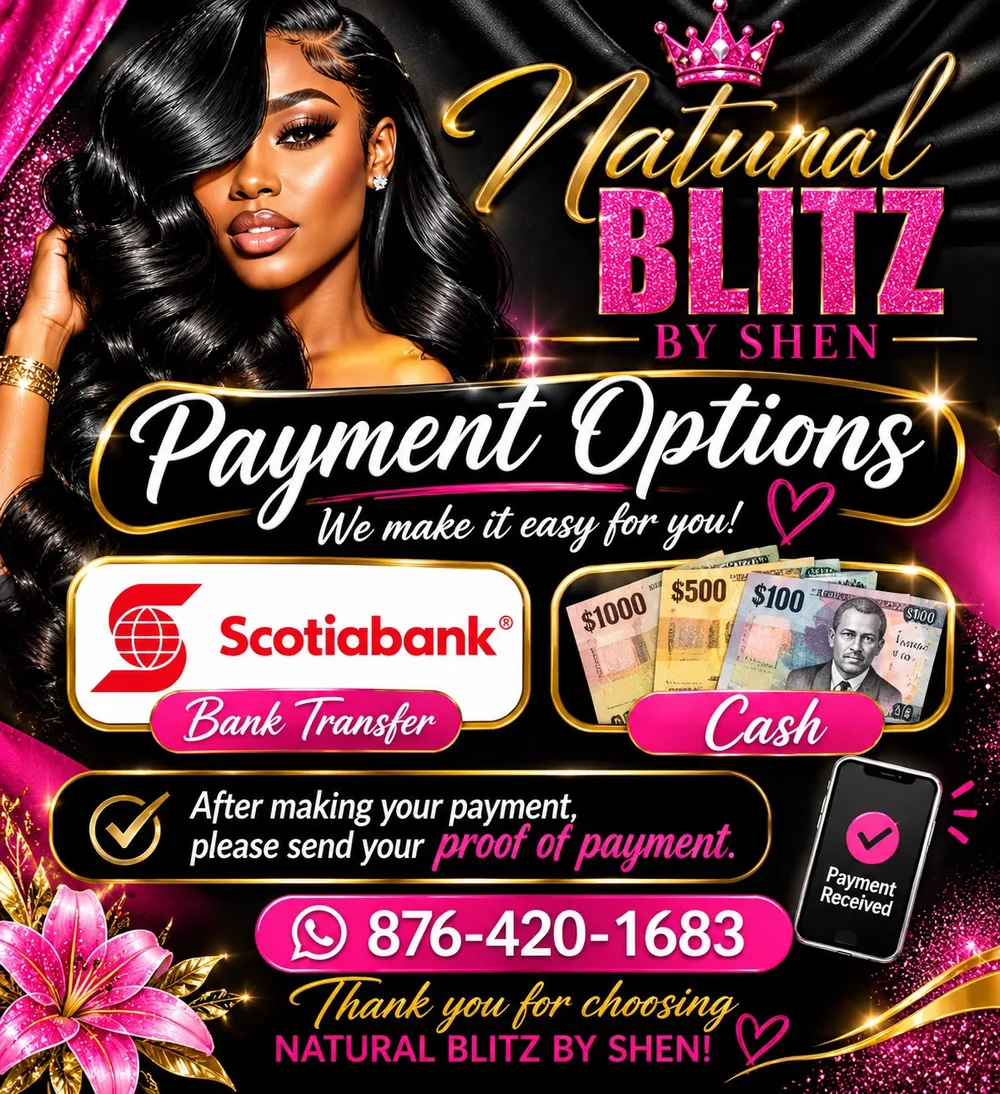 Natural
BLITZ
BY SHEN
Payment Options
We make it easy for you!
Scotiabank®
Bank Transfer
$1000
$500
$100
$100
Cash
After making your payment,
please send your proof of payment.
Payment
Received
876-420-1683
Thank you for choosing
NATURAL BLITZ BY SHEN!